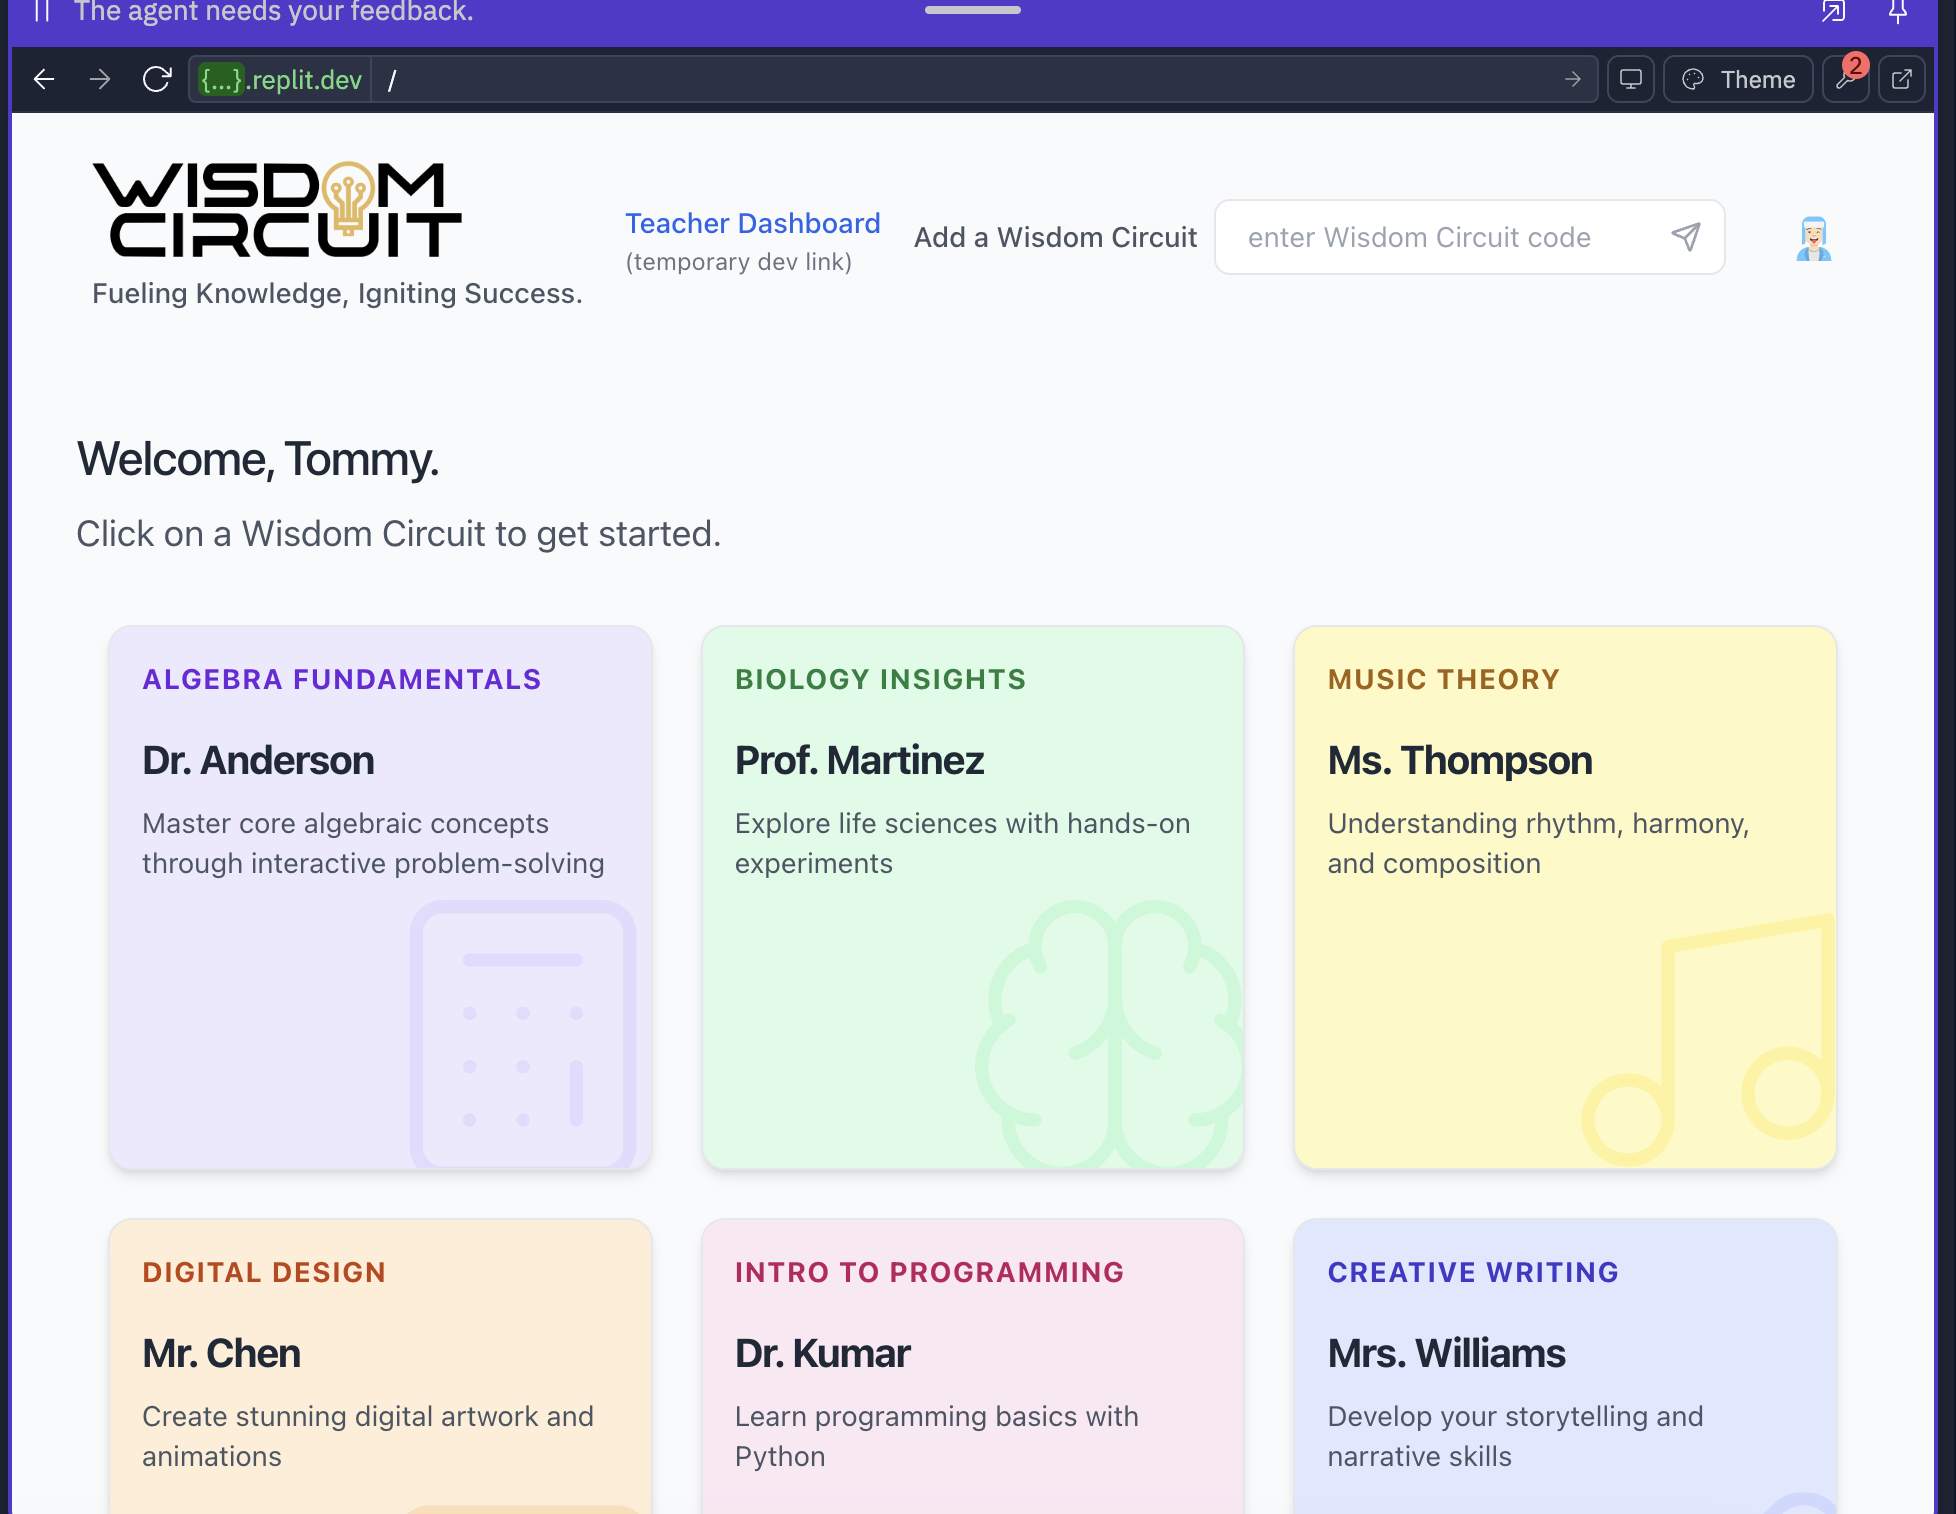 The agent needs your feedback.
{...}.replit.dev /
Theme
2
WISDOM
CIRCUIT
Fueling Knowledge, Igniting Success.
Teacher Dashboard
(temporary dev link)
Add a Wisdom Circuit
enter Wisdom Circuit code
Welcome, Tommy.
Click on a Wisdom Circuit to get started.
ALGEBRA FUNDAMENTALS
Dr. Anderson
Master core algebraic concepts
through interactive problem-solving
BIOLOGY INSIGHTS
Prof. Martinez
Explore life sciences with hands-on
experiments
MUSIC THEORY
Ms. Thompson
Understanding rhythm, harmony,
and composition
DIGITAL DESIGN
Mr. Chen
Create stunning digital artwork and
animations
INTRO TO PROGRAMMING
Dr. Kumar
Learn programming basics with
Python
CREATIVE WRITING
Mrs. Williams
Develop your storytelling and
narrative skills